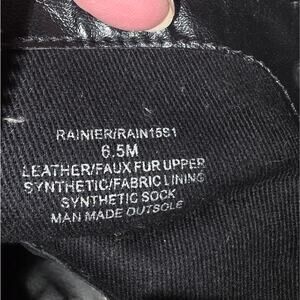 RAINIER/RAIN15S1
6.5M
LEATHER/FAUX FUR UPPER
SYNTHETIC/FABRIC LINING
SYNTHETIC SOCK
MAN MADE OUTSOLE